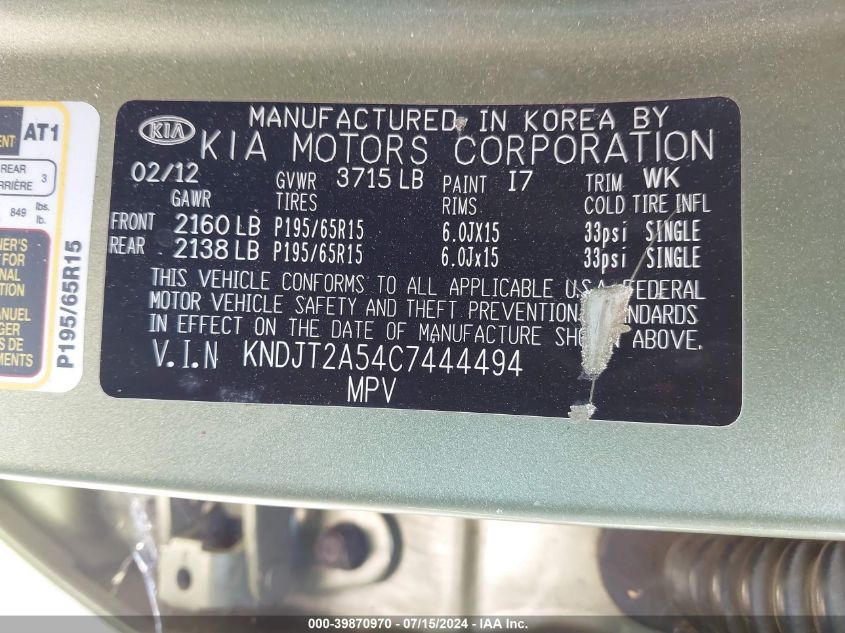 MANUFACTURED IN KOREA BY
KIA KIA MOTORS CORPORATION
02/12 GVWR 3715 LB PAINT I7 TRIM WK
GAWR TIRES RIMS COLD TIRE INFL
FRONT 2160 LB P195/65R15 6.0JX15 33psi SINGLE
REAR 2138 LB P195/65R15 6.0Jx15 33psi SINGLE
THIS VEHICLE CONFORMS TO ALL APPLICABLE U.S. FEDERAL
MOTOR VEHICLE SAFETY AND THEFT PREVENTION
IN EFFECT ON THE DATE OF MANUFACTURE ABOVE.
V.I.N KNDJT2A54C7444494
MPV
AT1
REAR 3
849 lbs.
lb.
P195/65R15
000-39870970 - 07/15/2024 - IAA Inc.